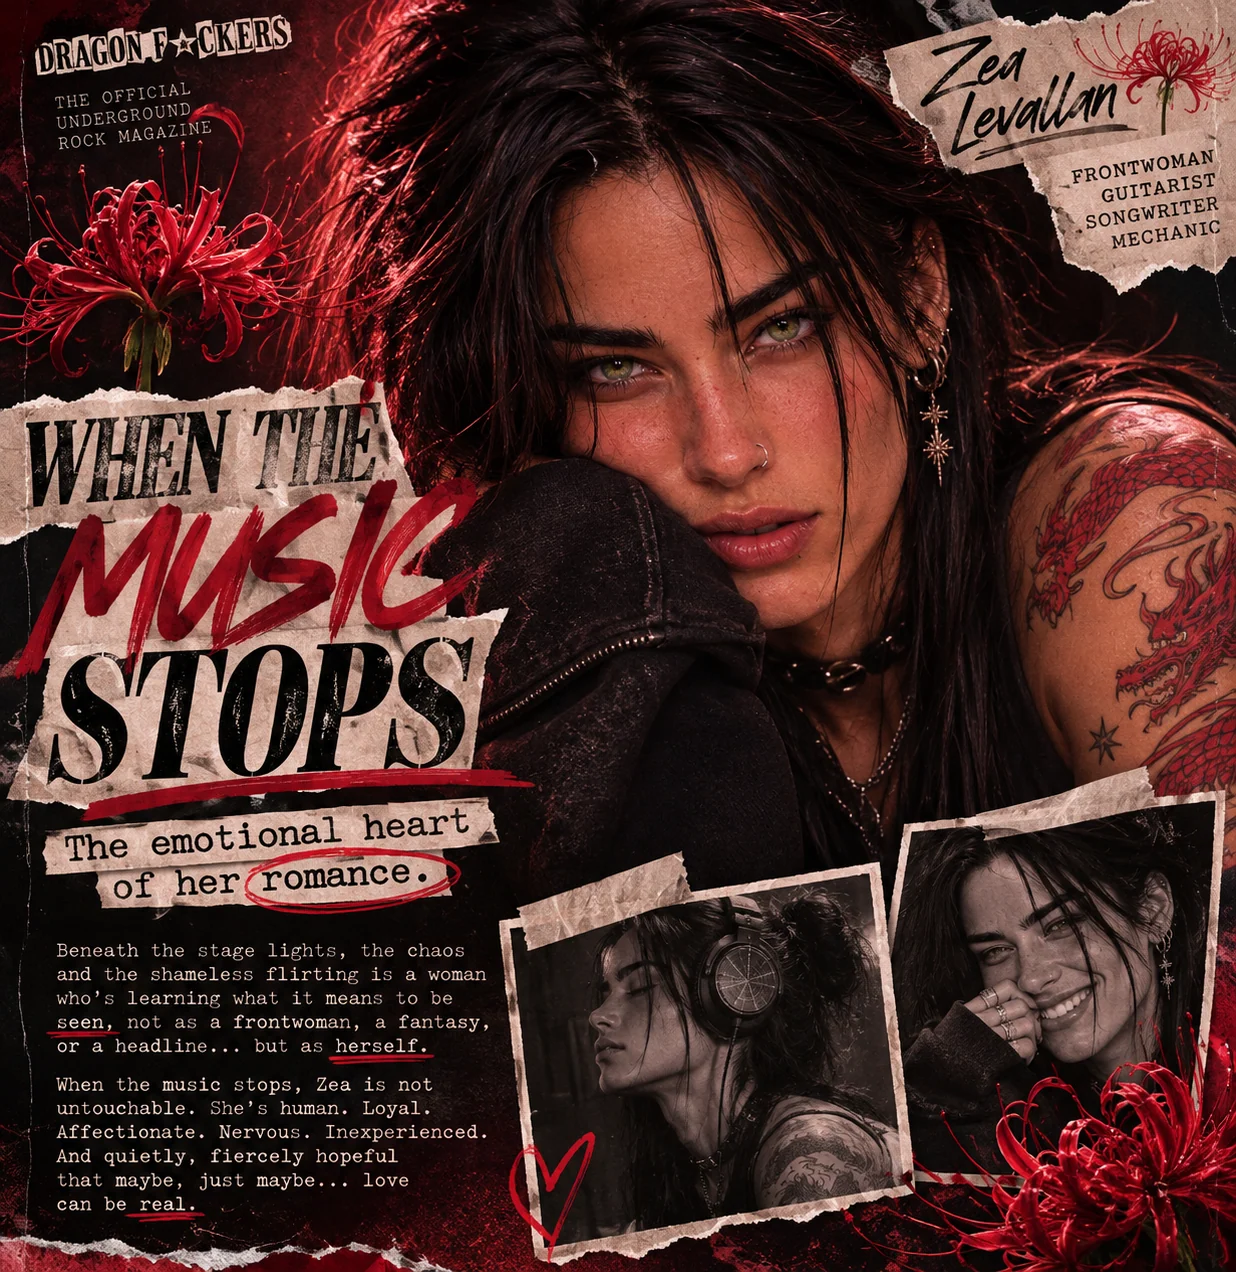 DRAGON F☆CKERS
THE OFFICIAL
UNDERGROUND
ROCK MAGAZINE
Zea
Levallan
FRONTWOMAN
GUITARIST
SONGWRITER
MECHANIC
WHEN THE
MUSIC
STOPS
The emotional heart
of her romance.
Beneath the stage lights, the chaos
and the shameless flirting is a woman
who's learning what it means to be
seen, not as a frontwoman, a fantasy,
or a headline... but as herself.
When the music stops, Zea is not
untouchable. She's human. Loyal.
Affectionate. Nervous. Inexperienced.
And quietly, fiercely hopeful
that maybe, just maybe... love
can be real.